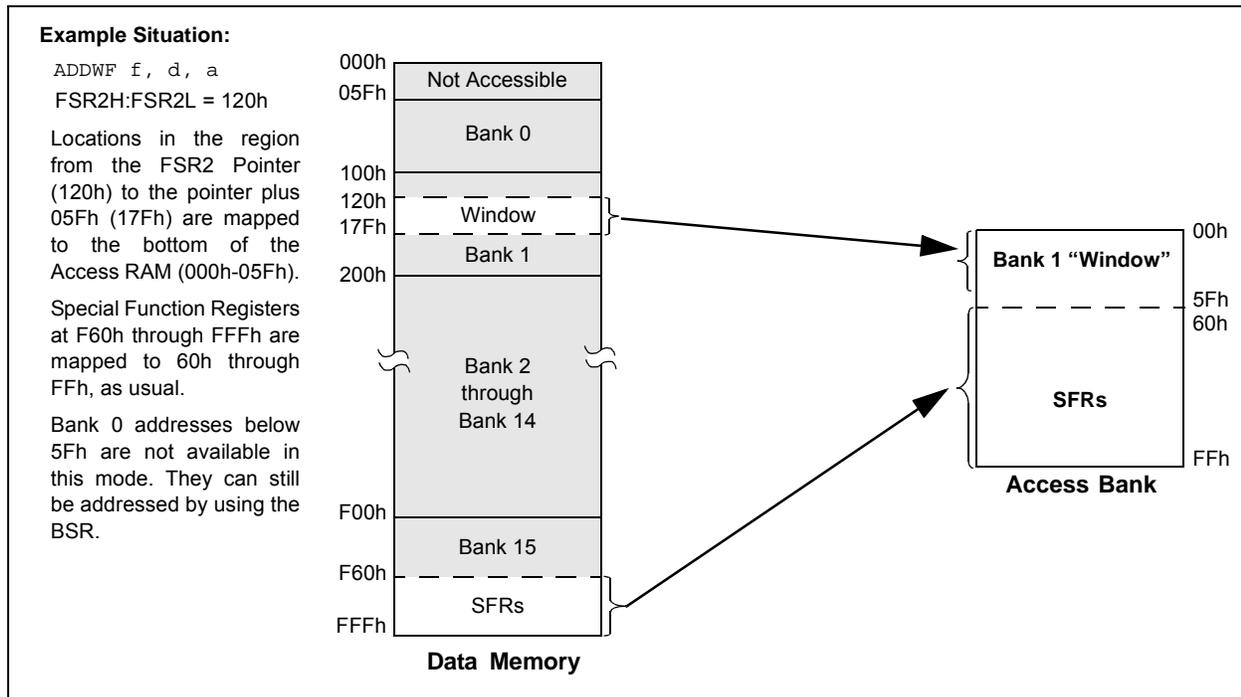 Example Situation:
ADDWF f, d, a
FSR2H:FSR2L = 120h
Locations in the region
from the FSR2 Pointer
(120h) to the pointer plus
05Fh (17Fh) are mapped
to the bottom of the
Access RAM (000h-05Fh).
Special Function Registers
at F60h through FFFh are
mapped to 60h through
FFh, as usual.
Bank 0 addresses below
5Fh are not available in
this mode. They can still
be addressed by using the
BSR.
000h
Not Accessible
05Fh
Bank 0
100h
120h
Window
17Fh
Bank 1
200h
Bank 2
through
Bank 14
F00h
Bank 15
F60h
SFRs
FFFh
Data Memory
00h
Bank 1 “Window”
5Fh
60h
SFRs
FFh
Access Bank